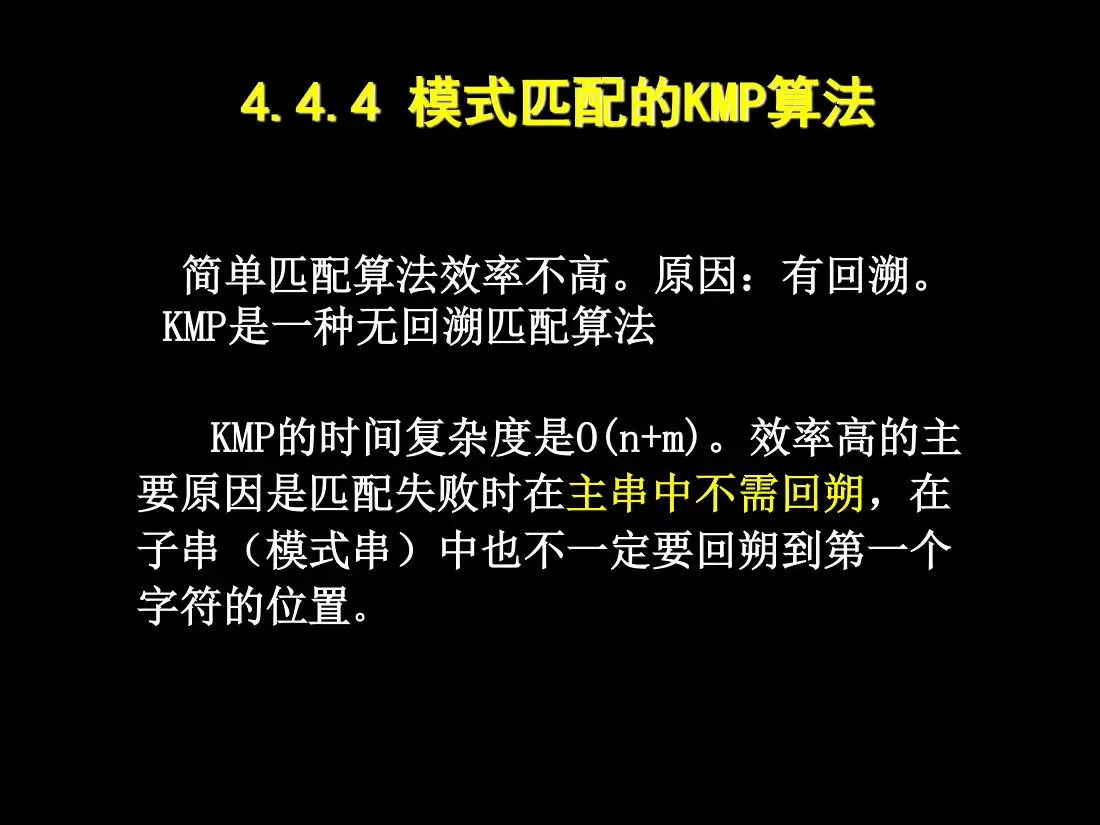 4.4.4 模式匹配的KMP算法
简单匹配算法效率不高。原因：有回溯。
KMP是一种无回溯匹配算法
KMP的时间复杂度是O(n+m)。效率高的主
要原因是匹配失败时在主串中不需回朔，在
子串（模式串）中也不一定要回朔到第一个
字符的位置。